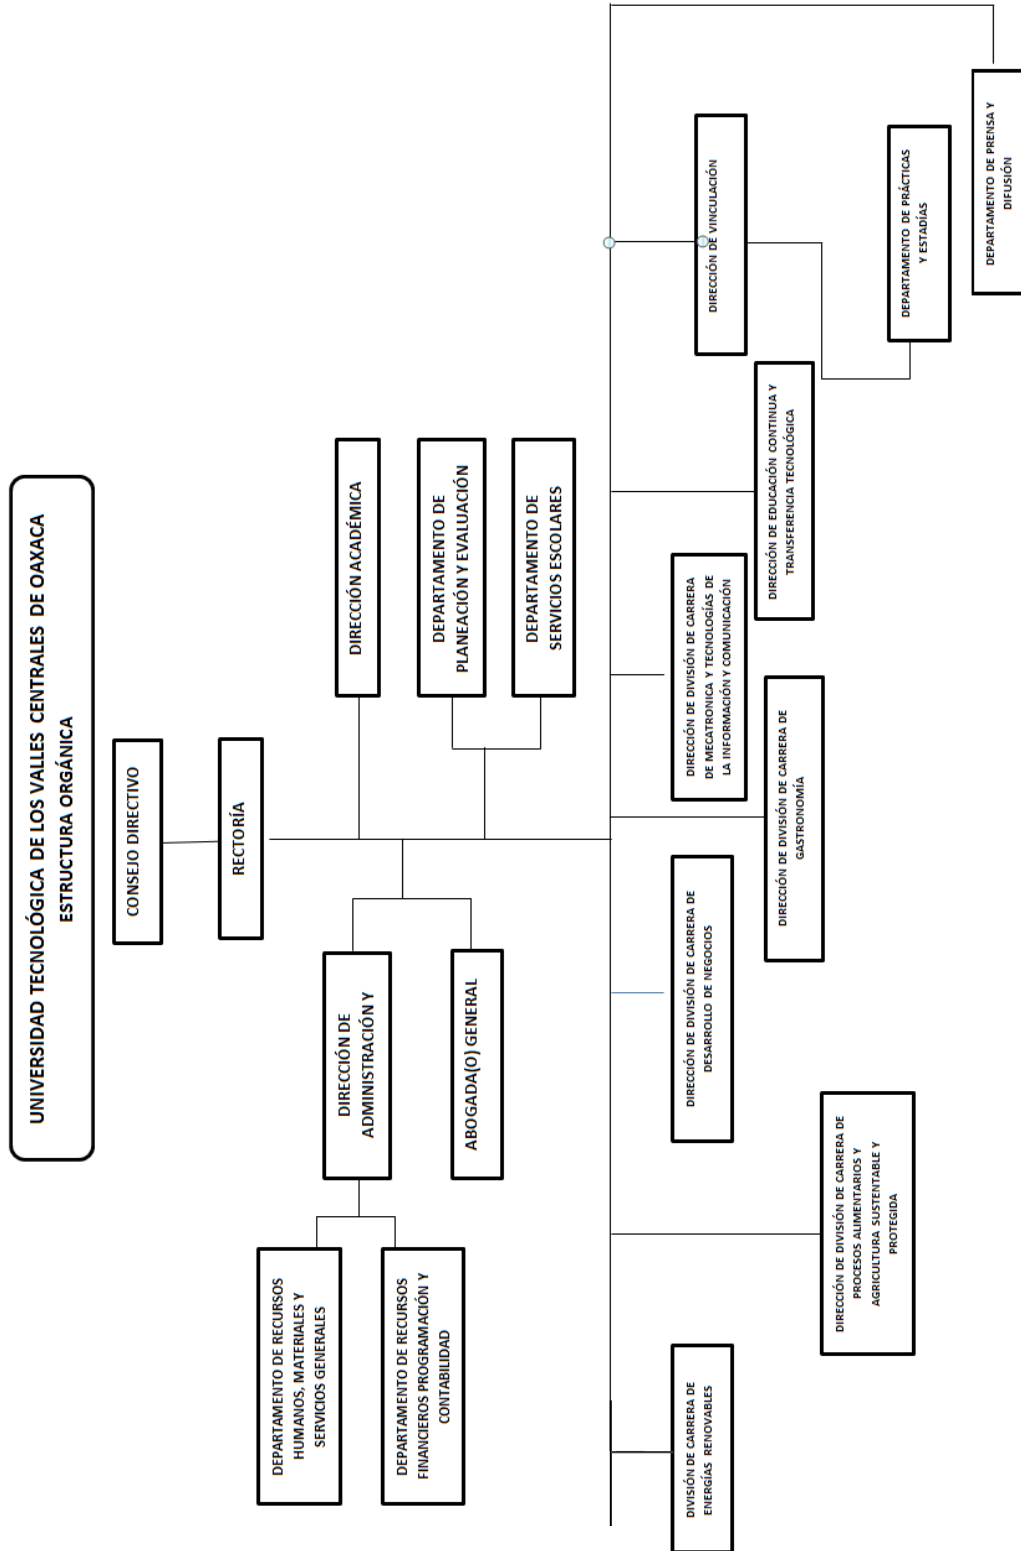 UNIVERSIDAD TECNOLÓGICA DE LOS VALLES CENTRALES DE OAXACA
ESTRUCTURA ORGÁNICA
CONSEJO DIRECTIVO
RECTORÍA
DIRECCIÓN DE
ADMINISTRACIÓN Y
DIRECCIÓN ACADÉMICA
DEPARTAMENTO DE RECURSOS
HUMANOS, MATERIALES Y
SERVICIOS GENERALES
DEPARTAMENTO DE RECURSOS
FINANCIEROS PROGRAMACIÓN Y
CONTABILIDAD
ABOGADA(O) GENERAL
DEPARTAMENTO DE
PLANEACIÓN Y EVALUACIÓN
DEPARTAMENTO DE
SERVICIOS ESCOLARES
DIVISIÓN DE CARRERA DE
ENERGÍAS RENOVABLES
DIRECCIÓN DE DIVISIÓN DE CARRERA DE
PROCESOS ALIMENTARIOS Y
AGRICULTURA SUSTENTABLE Y
PROTEGIDA
DIRECCIÓN DE DIVISIÓN DE CARRERA DE
DESARROLLO DE NEGOCIOS
DIRECCIÓN DE DIVISIÓN DE CARRERA DE
GASTRONOMÍA
DIRECCIÓN DE DIVISIÓN DE CARRERA
DE MECATRONICA Y TECNOLOGÍAS DE
LA INFORMACIÓN Y COMUNICACIÓN
DIRECCIÓN DE EDUCACIÓN CONTINUA Y
TRANSFERENCIA TECNOLÓGICA
DIRECCIÓN DE VINCULACIÓN
DEPARTAMENTO DE PRÁCTICAS
Y ESTADÍAS
DEPARTAMENTO DE PRENSA Y
DIFUSIÓN